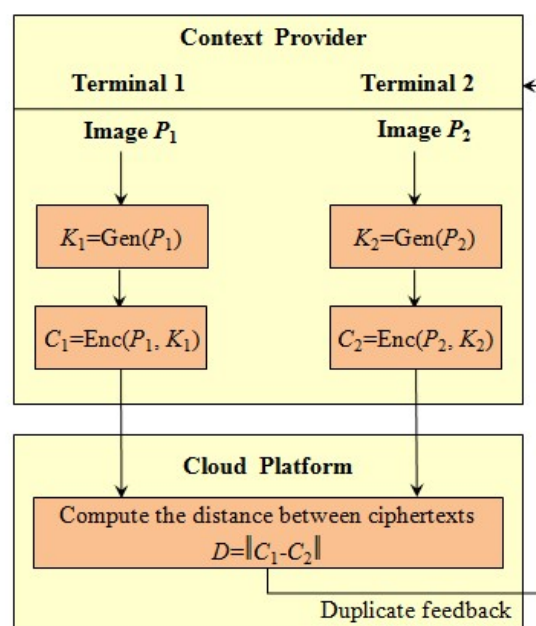 Context Provider
Terminal 1
Terminal 2
Image P₁
Image P₂
K₁=Gen(P₁)
K₂=Gen(P₂)
C₁=Enc(P₁, K₁)
C₂=Enc(P₂, K₂)
Cloud Platform
Compute the distance between ciphertexts
D=‖C₁-C₂‖
Duplicate feedback